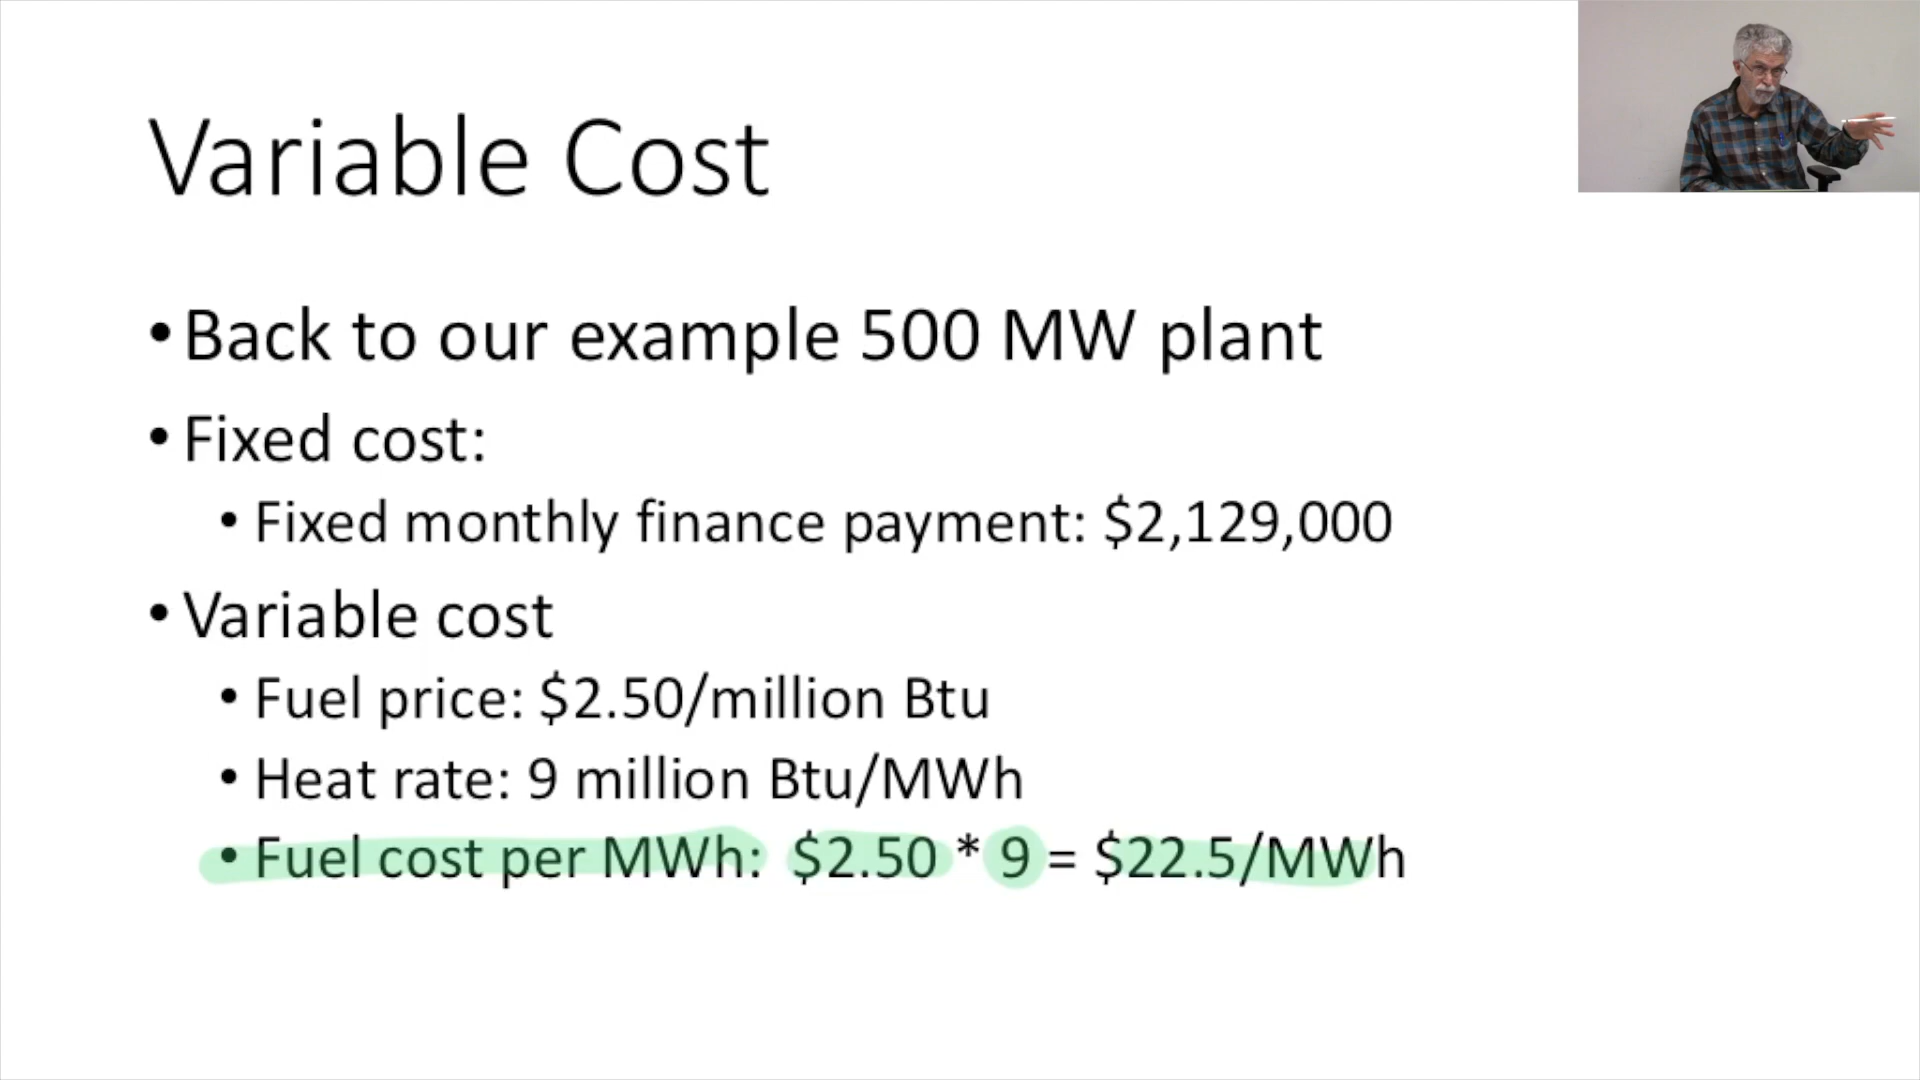 Variable Cost
•Back to our example 500 MW plant
•Fixed cost:
•Fixed monthly finance payment: $2,129,000
•Variable cost
•Fuel price: $2.50/million Btu
•Heat rate: 9 million Btu/MWh
•Fuel cost per MWh: $2.50 * 9 = $22.5/MWh